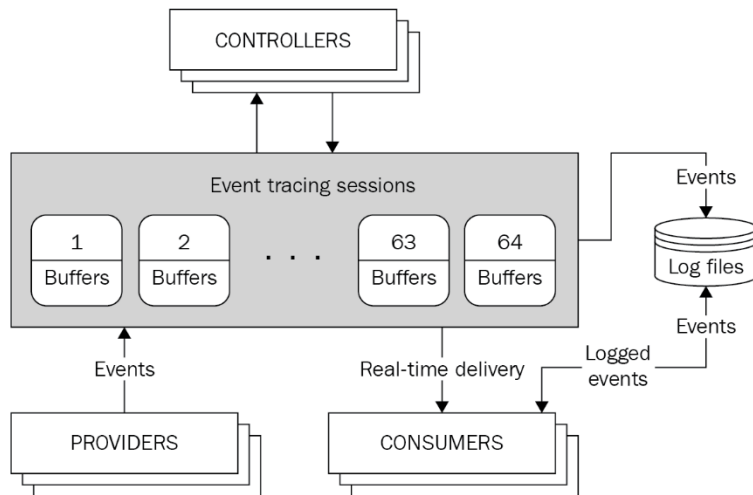 CONTROLLERS
Event tracing sessions
1
Buffers
2
Buffers
. . .
63
Buffers
64
Buffers
Events
Log files
Events
Events
Real-time delivery
Logged
events
PROVIDERS
CONSUMERS